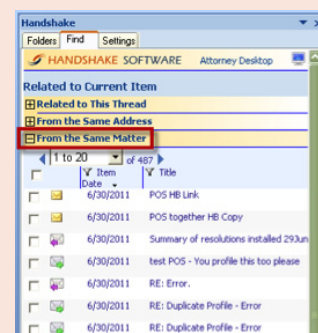 Handshake
Folders Find Settings
HANDSHAKE SOFTWARE Attorney Desktop
Related to Current Item
Related to This Thread
From the Same Address
From the Same Matter
1 to 20 of 487
Item Date Title
6/30/2011 POS HB Link
6/30/2011 POS together HB Copy
6/30/2011 Summary of resolutions installed 29Jun
6/30/2011 test POS - You profile this too please
6/30/2011 RE: Error.
6/30/2011 RE: Duplicate Profile - Error
6/30/2011 RE: Duplicate Profile - Error